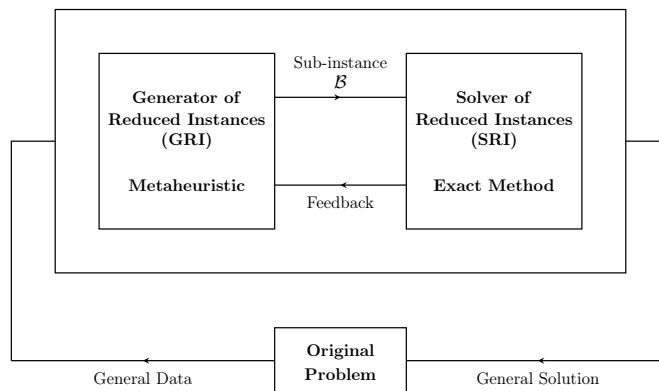 Sub-instance
B
Generator of
Reduced Instances
(GRI)
Metaheuristic
Solver of
Reduced Instances
(SRI)
Exact Method
Feedback
Original
Problem
General Data
General Solution